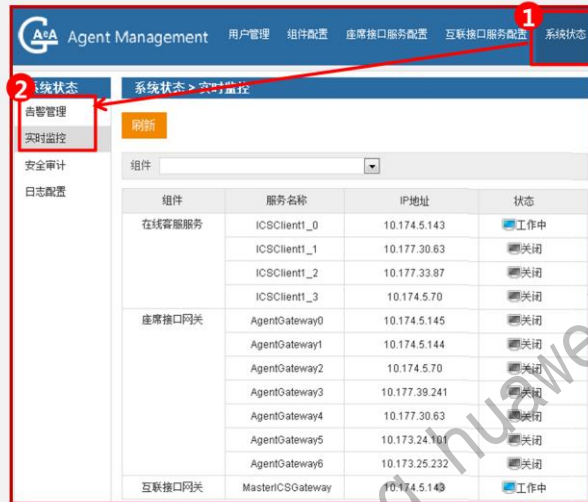 1
AeA Agent Management 用户管理 组件配置 座席接口服务配置 互联接口服务配置 系统状态
2
系统状态 系统状态 > 实时监控
告警管理
刷新
实时监控
安全审计 组件
日志配置
组件 服务名称 IP地址 状态
在线客服服务 ICSClient1_0 10.174.5.143 工作中
ICSClient1_1 10.177.30.63 关闭
ICSClient1_2 10.177.33.87 关闭
ICSClient1_3 10.174.5.70 关闭
座席接口网关 AgentGateway0 10.174.5.145 关闭
AgentGateway1 10.174.5.144 关闭
AgentGateway2 10.174.5.70 关闭
AgentGateway3 10.177.39.241 关闭
AgentGateway4 10.177.30.63 关闭
AgentGateway5 10.173.24.101 关闭
AgentGateway6 10.173.25.232 关闭
互联接口网关 MasterICSGateway 10.174.5.143 工作中